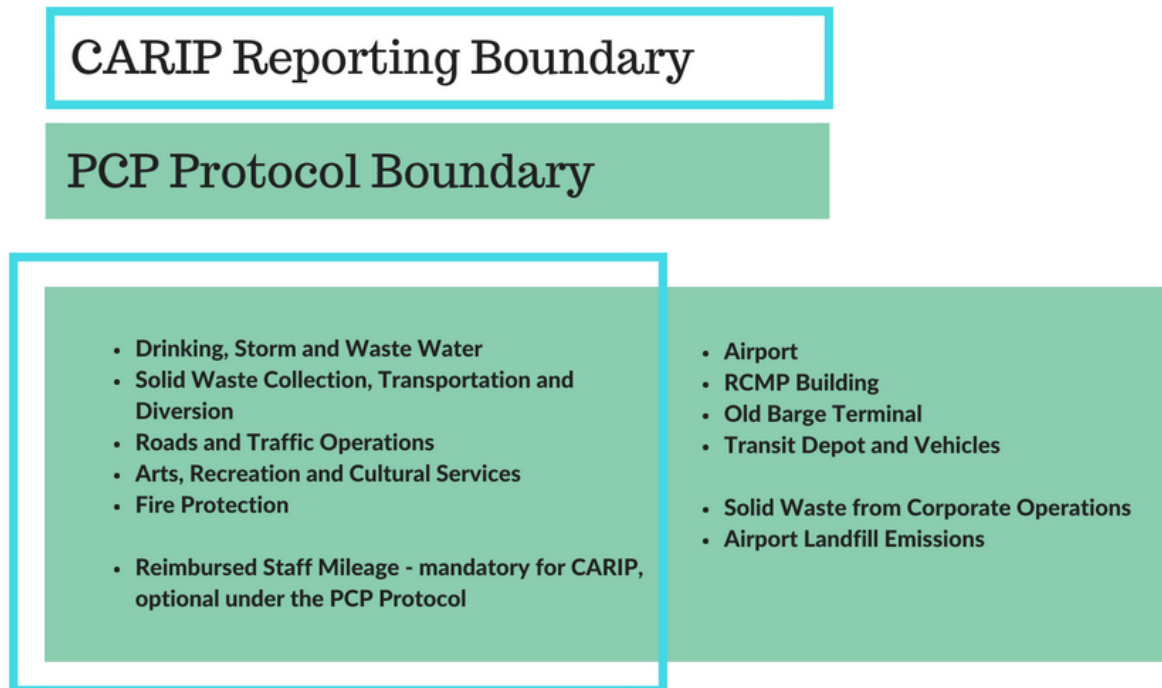 CARIP Reporting Boundary
PCP Protocol Boundary
• Drinking, Storm and Waste Water
• Solid Waste Collection, Transportation and
Diversion
• Roads and Traffic Operations
• Arts, Recreation and Cultural Services
• Fire Protection
• Reimbursed Staff Mileage - mandatory for CARIP,
optional under the PCP Protocol
• Airport
• RCMP Building
• Old Barge Terminal
• Transit Depot and Vehicles
• Solid Waste from Corporate Operations
• Airport Landfill Emissions